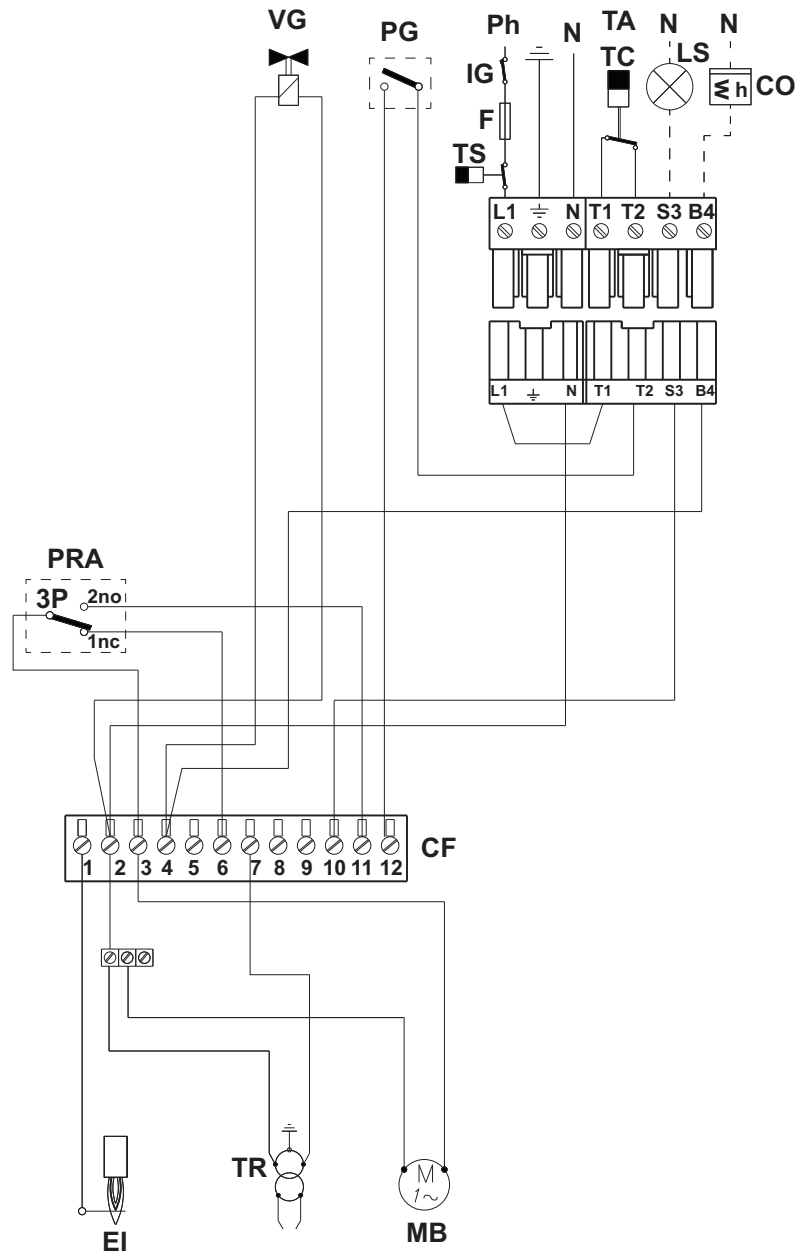 VG
PG
Ph
N
TA
N
N
TC
LS
IG
W h
CO
F
TS
L1 N T1 T2 S3 B4
L1 N T1 T2 S3 B4
PRA
3P
2no
1nc
1 2 3 4 5 6 7 8 9 10 11 12
CF
TR
M
1~
EI
MB